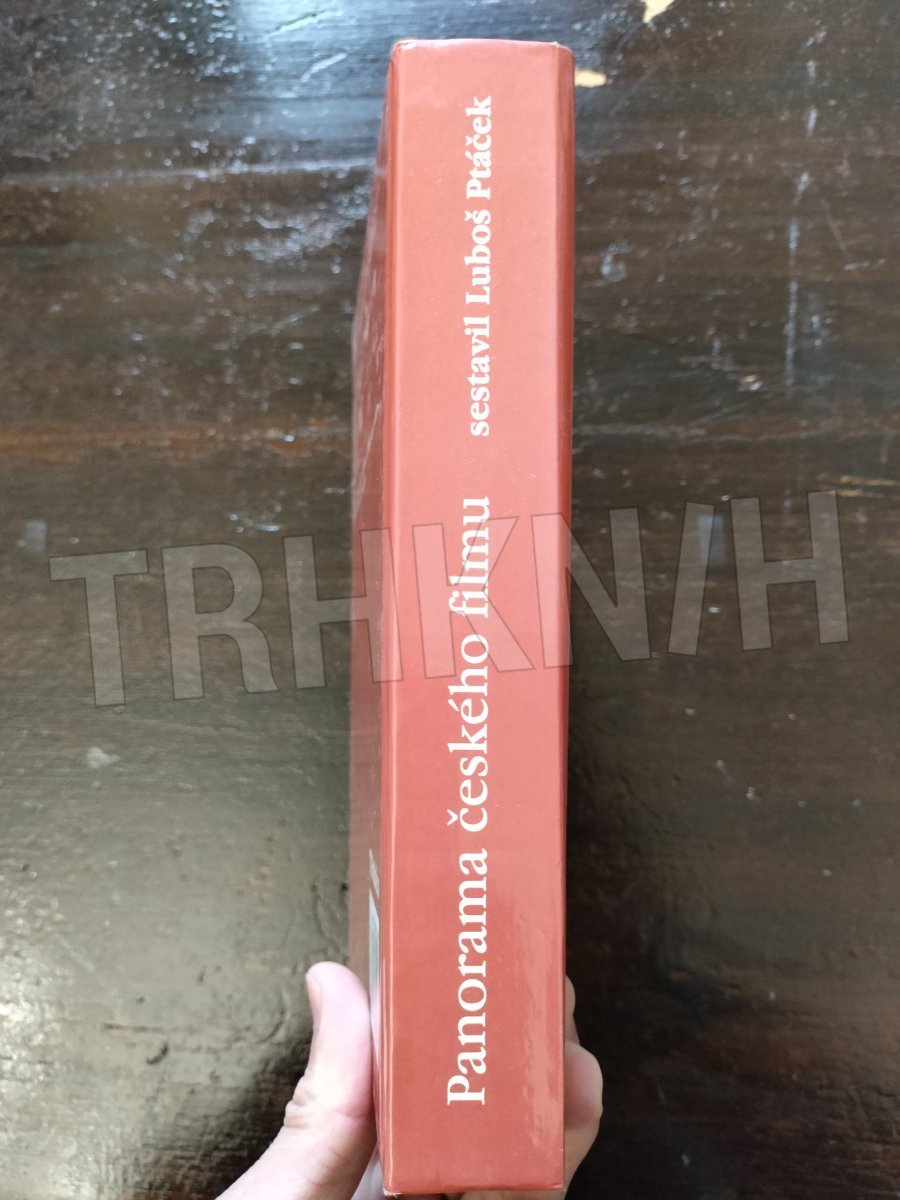 Panorama českého filmu
sestavil Luboš Ptáček
TRHKNIH